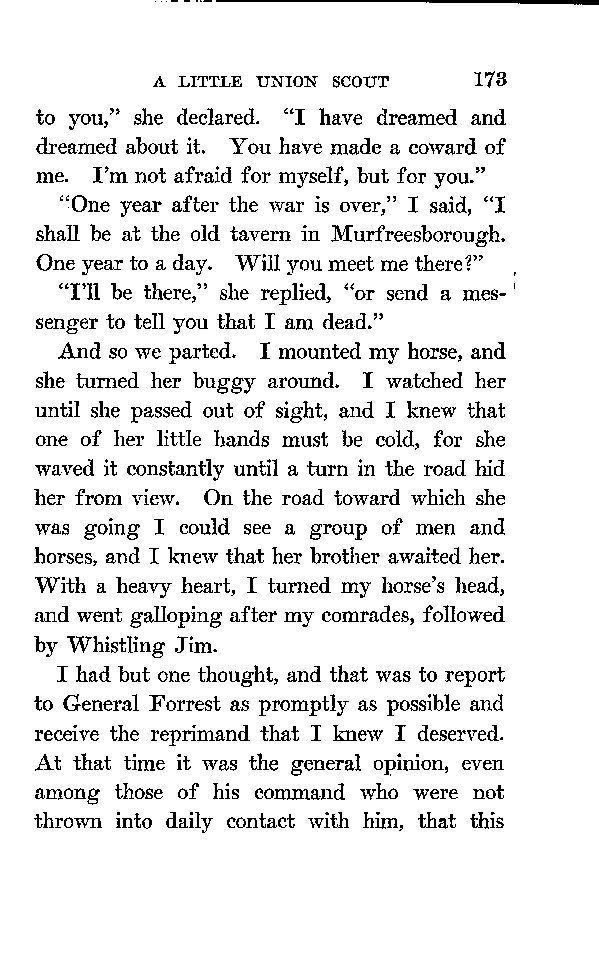 A LITTLE UNION SCOUT 173
to you,” she declared. “I have dreamed and
dreamed about it. You have made a coward of
me. I’m not afraid for myself, but for you.”
“One year after the war is over,” I said, “I
shall be at the old tavern in Murfreesborough.
One year to a day. Will you meet me there?”
“I’ll be there,” she replied, “or send a mes-
senger to tell you that I am dead.”
And so we parted. I mounted my horse, and
she turned her buggy around. I watched her
until she passed out of sight, and I knew that
one of her little hands must be cold, for she
waved it constantly until a turn in the road hid
her from view. On the road toward which she
was going I could see a group of men and
horses, and I knew that her brother awaited her.
With a heavy heart, I turned my horse’s head,
and went galloping after my comrades, followed
by Whistling Jim.
I had but one thought, and that was to report
to General Forrest as promptly as possible and
receive the reprimand that I knew I deserved.
At that time it was the general opinion, even
among those of his command who were not
thrown into daily contact with him, that this